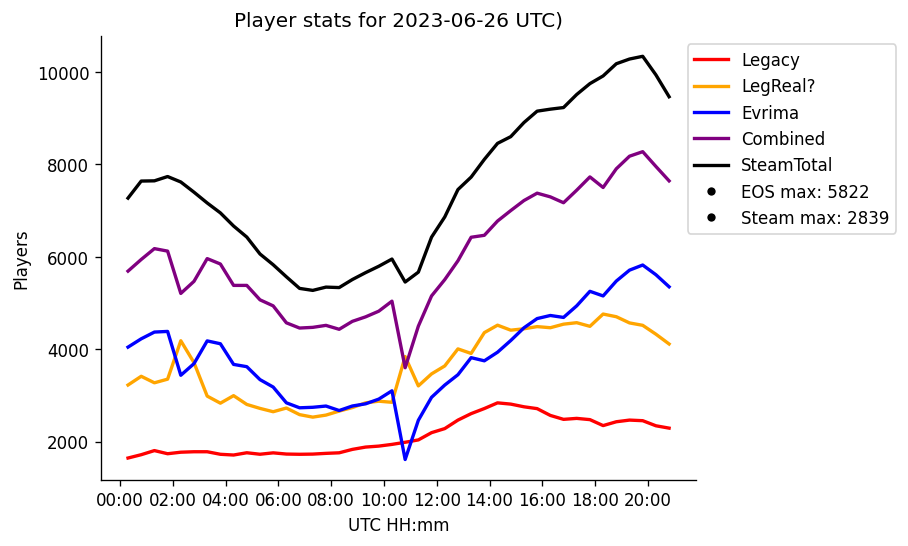 Player stats for 2023-06-26 UTC)
Legacy
LegReal?
Evrima
Combined
SteamTotal
EOS max: 5822
Steam max: 2839
Players
10000
8000
6000
4000
2000
00:00 02:00 04:00 06:00 08:00 10:00 12:00 14:00 16:00 18:00 20:00
UTC HH:mm